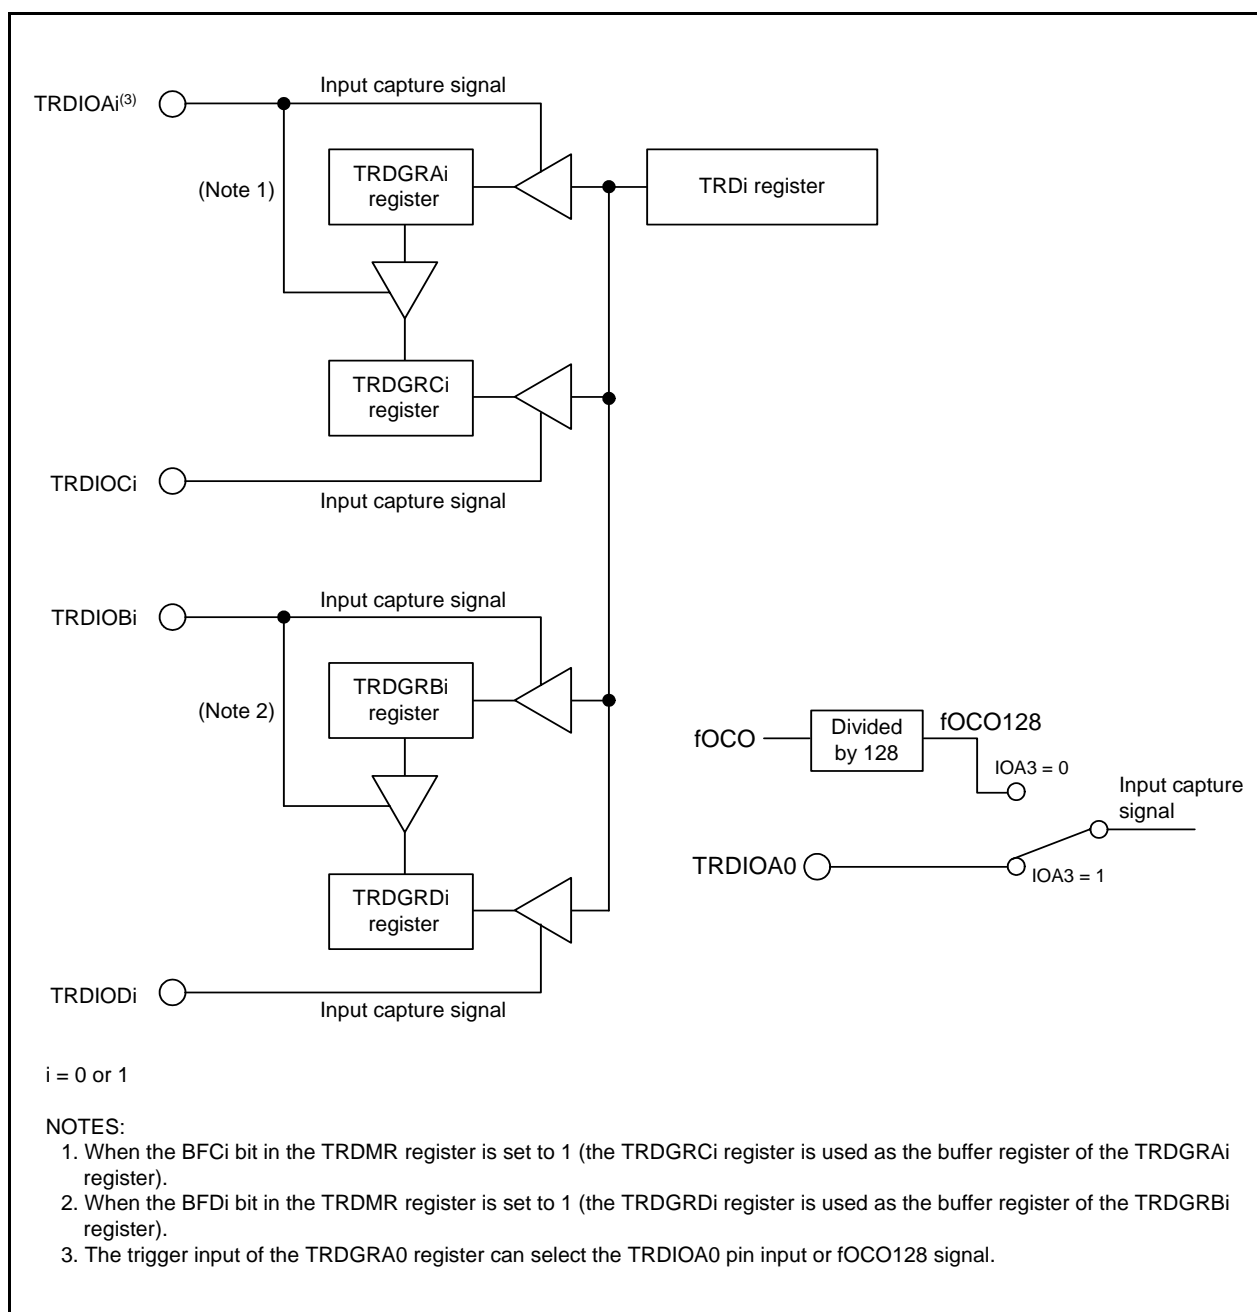 Input capture signal
TRDIOAi(3)
TRDGRAi
register
TRDi register
(Note 1)
TRDGRCi
register
TRDIOCi
Input capture signal
Input capture signal
TRDIOBi
TRDGRBi
register
(Note 2)
fOCO
Divided
by 128
fOCO128
IOA3 = 0
Input capture
signal
TRDIOA0
IOA3 = 1
TRDGRDi
register
TRDIODi
Input capture signal
i = 0 or 1
NOTES:
1. When the BFCi bit in the TRDMR register is set to 1 (the TRDGRCi register is used as the buffer register of the TRDGRAi
register).
2. When the BFDi bit in the TRDMR register is set to 1 (the TRDGRDi register is used as the buffer register of the TRDGRBi
register).
3. The trigger input of the TRDGRA0 register can select the TRDIOA0 pin input or fOCO128 signal.